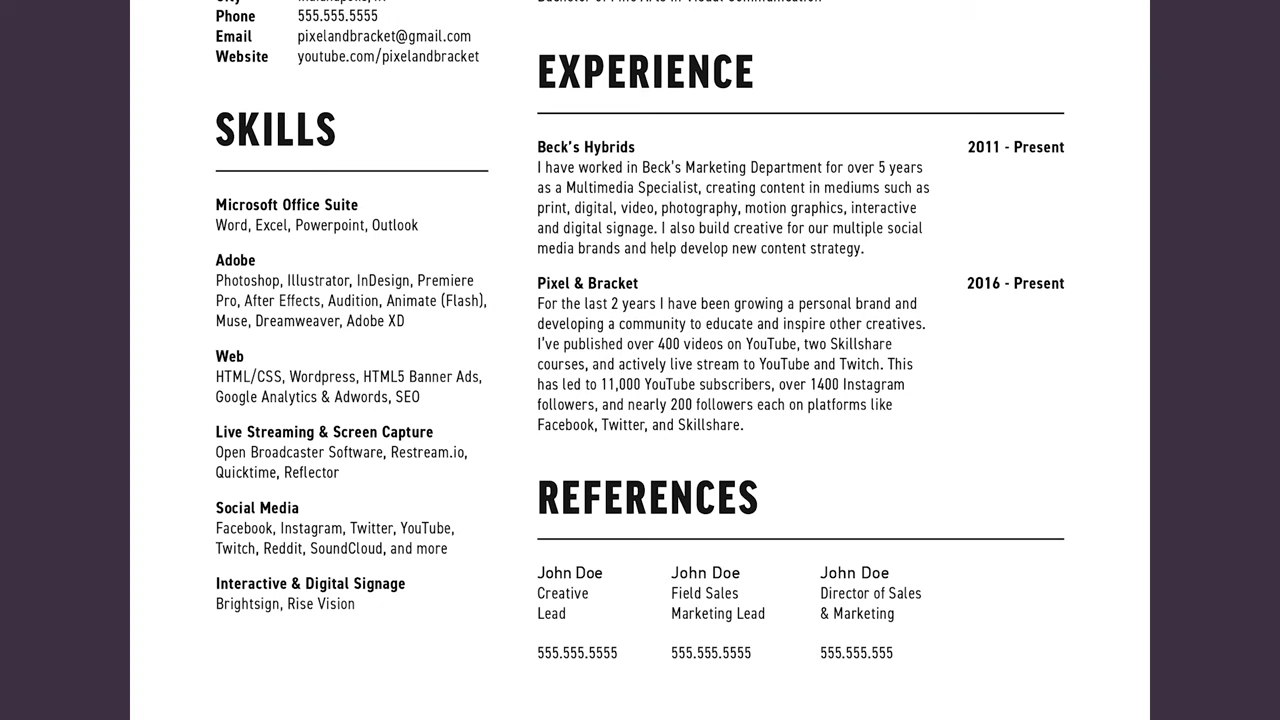 Phone 555.555.5555
Email pixelandbracket@gmail.com
Website youtube.com/pixelandbracket
SKILLS
Microsoft Office Suite
Word, Excel, Powerpoint, Outlook
Adobe
Photoshop, Illustrator, InDesign, Premiere
Pro, After Effects, Audition, Animate (Flash),
Muse, Dreamweaver, Adobe XD
Web
HTML/CSS, Wordpress, HTML5 Banner Ads,
Google Analytics & Adwords, SEO
Live Streaming & Screen Capture
Open Broadcaster Software, Restream.io,
Quicktime, Reflector
Social Media
Facebook, Instagram, Twitter, YouTube,
Twitch, Reddit, SoundCloud, and more
Interactive & Digital Signage
Brightsign, Rise Vision
EXPERIENCE
Beck's Hybrids 2011 - Present
I have worked in Beck's Marketing Department for over 5 years
as a Multimedia Specialist, creating content in mediums such as
print, digital, video, photography, motion graphics, interactive
and digital signage. I also build creative for our multiple social
media brands and help develop new content strategy.
Pixel & Bracket 2016 - Present
For the last 2 years I have been growing a personal brand and
developing a community to educate and inspire other creatives.
I've published over 400 videos on YouTube, two Skillshare
courses, and actively live stream to YouTube and Twitch. This
has led to 11,000 YouTube subscribers, over 1400 Instagram
followers, and nearly 200 followers each on platforms like
Facebook, Twitter, and Skillshare.
REFERENCES
John Doe
Creative
Lead
555.555.5555
John Doe
Field Sales
Marketing Lead
555.555.5555
John Doe
Director of Sales
& Marketing
555.555.555